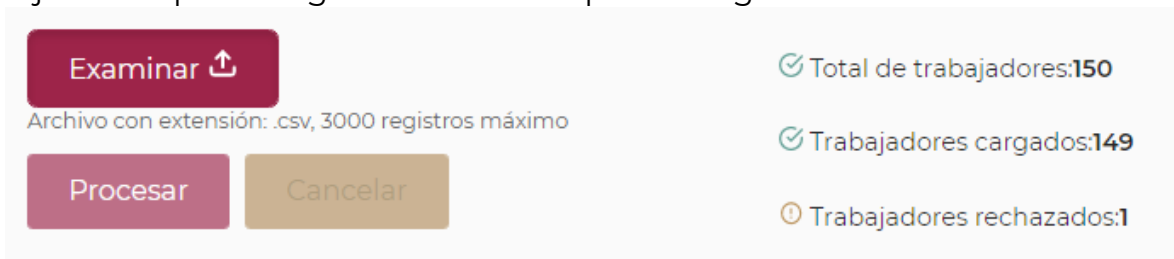 Examinar
Archivo con extensión: .csv, 3000 registros máximo
Procesar
Cancelar
Total de trabajadores:150
Trabajadores cargados:149
Trabajadores rechazados:1